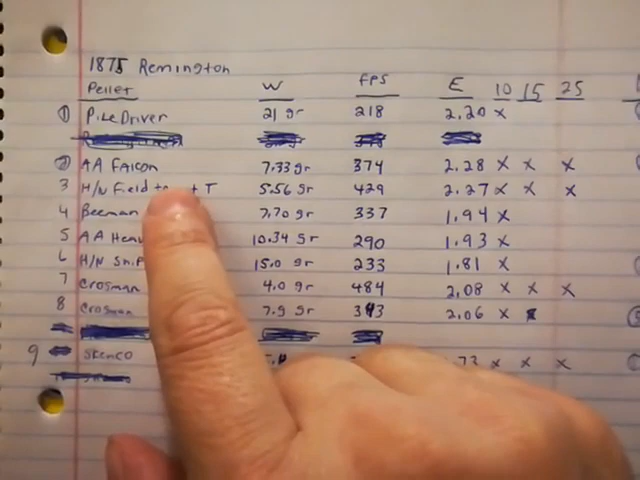 1875 Remington
Pellet W FPS E 10 15 25
1 PileDriver 21 gr 218 2.20 x
2 AA Falcon 7.33 gr 374 2.28 x x x
3 H/N Field T 5.56 gr 429 2.27 x x x
4 Beeman 7.70 gr 337 1.94 x
5 AA 10.34 gr 290 1.93 x
6 H/N 15.0 gr 233 1.81 x
7 Crosman 4.0 gr 484 2.08 x x x
8 Crosman 7.9 gr 343 2.06 x
9 Skenco x x x